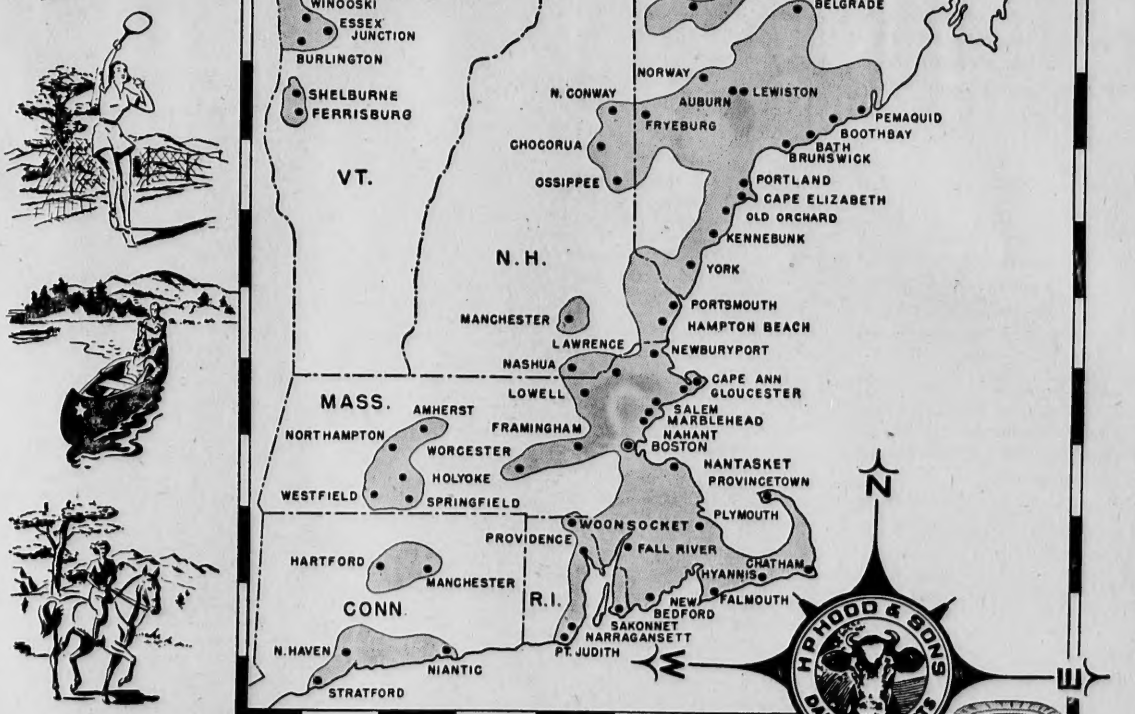 WINOOSKI
ESSEX
JUNCTION
BURLINGTON
BELGRADE
SHELBURNE
FERRISBURG
VT.
N. CONWAY
CHOCORUA
OSSIPPEE
NORWAY
AUBURN
LEWISTON
FRYEBURG
PEMAQUID
BOOTHBAY
BATH
BRUNSWICK
PORTLAND
CAPE ELIZABETH
OLD ORCHARD
KENNEBUNK
YORK
N.H.
PORTSMOUTH
HAMPTON BEACH
MANCHESTER
LAWRENCE
NEWBURYPORT
NASHUA
LOWELL
CAPE ANN
GLOUCESTER
MASS.
AMHERST
SALEM
MARBLEHEAD
NAHANT
BOSTON
NORTHAMPTON
FRAMINGHAM
WORCESTER
HOLYOKE
NANTASKET
PROVINCETOWN
WESTFIELD
SPRINGFIELD
PLYMOUTH
WOONSOCKET
PROVIDENCE
FALL RIVER
HARTFORD
MANCHESTER
CHATHAM
HYANNIS
CONN.
R.I.
NEW
BEDFORD
FALMOUTH
SAKONNET
NARRAGANSETT
PT. JUDITH
N. HAVEN
NIANTIC
STRATFORD
N
W
E
H P HOOD & SONS